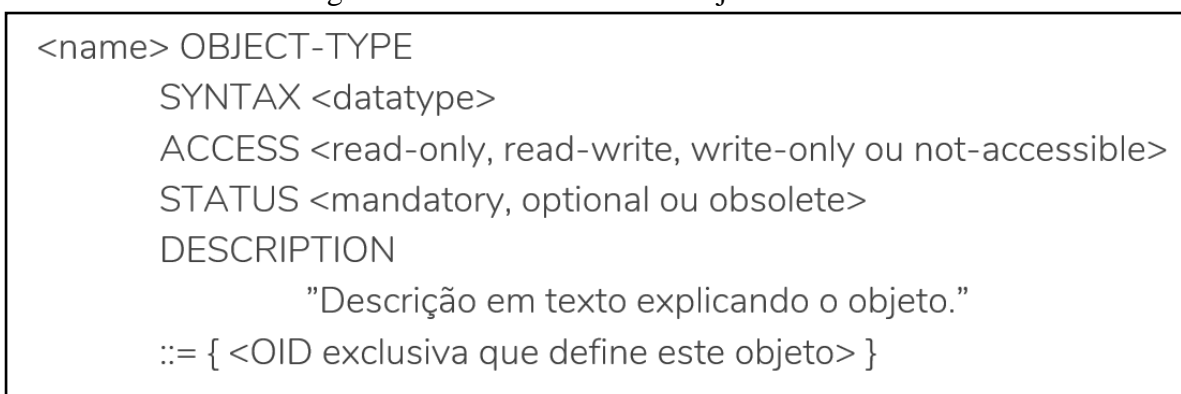 <name> OBJECT-TYPE
SYNTAX <datatype>
ACCESS <read-only, read-write, write-only ou not-accessible>
STATUS <mandatory, optional ou obsolete>
DESCRIPTION
”Descrição em texto explicando o objeto.”
::= { <OID exclusiva que define este objeto> }